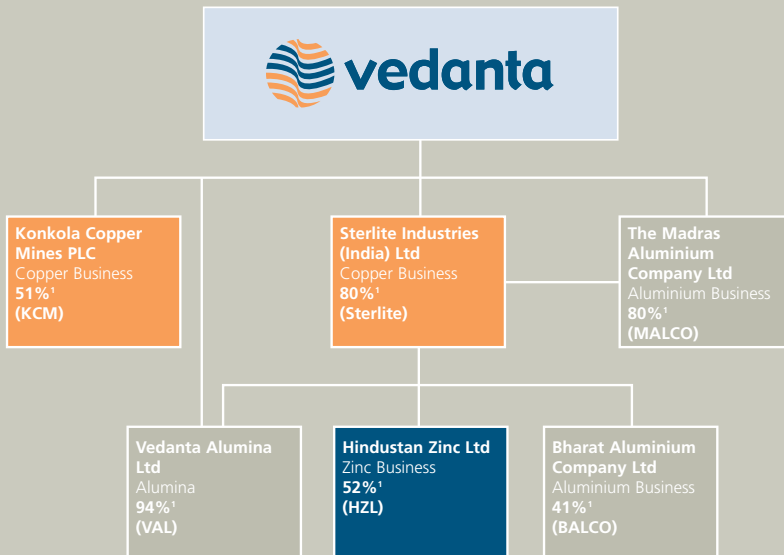 vedanta
Konkola Copper
Mines PLC
Copper Business
51%¹
(KCM)
Sterlite Industries
(India) Ltd
Copper Business
80%¹
(Sterlite)
The Madras
Aluminium
Company Ltd
Aluminium Business
80%¹
(MALCO)
Vedanta Alumina
Ltd
Alumina
94%¹
(VAL)
Hindustan Zinc Ltd
Zinc Business
52%¹
(HZL)
Bharat Aluminium
Company Ltd
Aluminium Business
41%¹
(BALCO)